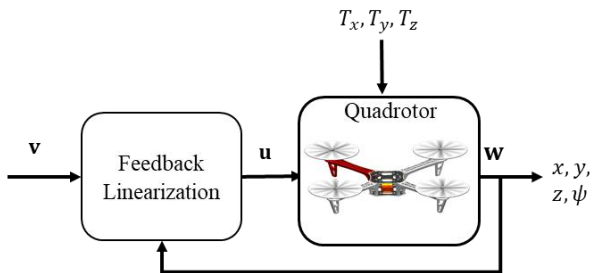 T_x, T_y, T_z
Quadrotor
v
Feedback
Linearization
u
w
x, y,
z, ψ